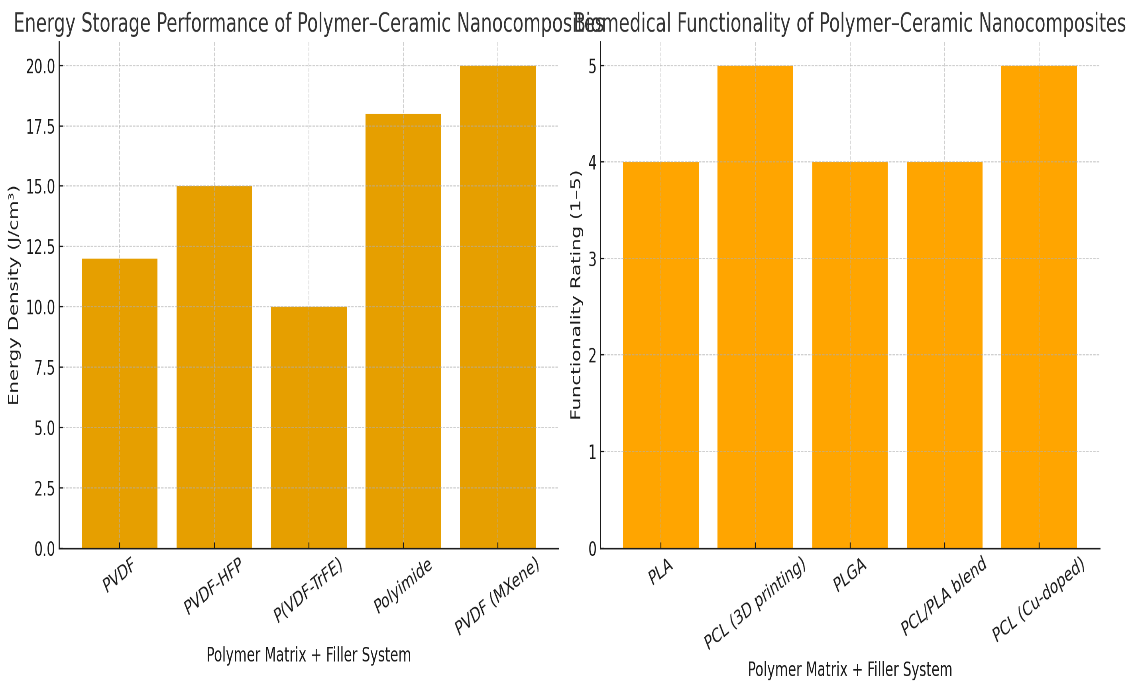 Energy Storage Performance of Polymer–Ceramic Nanocomposites
Biomedical Functionality of Polymer–Ceramic Nanocomposites
Energy Density (J/cm³)
20.0
17.5
15.0
12.5
10.0
7.5
5.0
2.5
0.0
PVDF
PVDF-HFP
P(VDF-TrFE)
Polyimide
PVDF (MXene)
Polymer Matrix + Filler System
Functionality Rating (1–5)
5
4
3
2
1
0
PLA
PCL (3D printing)
PLGA
PCL/PLA blend
PCL (Cu-doped)
Polymer Matrix + Filler System